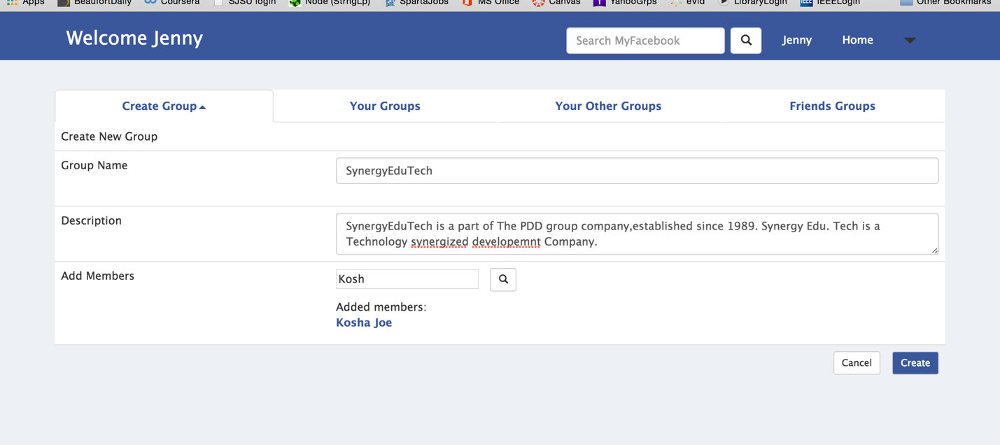 Apps BeaufortDaily Coursera SJSU login Node (StrngLp) SpartaJobs MS Office Canvas YahooGrps eVid LibraryLogin IEEELogin Other Bookmarks
Welcome Jenny
Search MyFacebook
Jenny
Home
Create Group
Your Groups
Your Other Groups
Friends Groups
Create New Group
Group Name
SynergyEduTech
Description
SynergyEduTech is a part of The PDD group company,established since 1989. Synergy Edu. Tech is a
Technology synergized developemnt Company.
Add Members
Kosh
Added members:
Kosha Joe
Cancel
Create